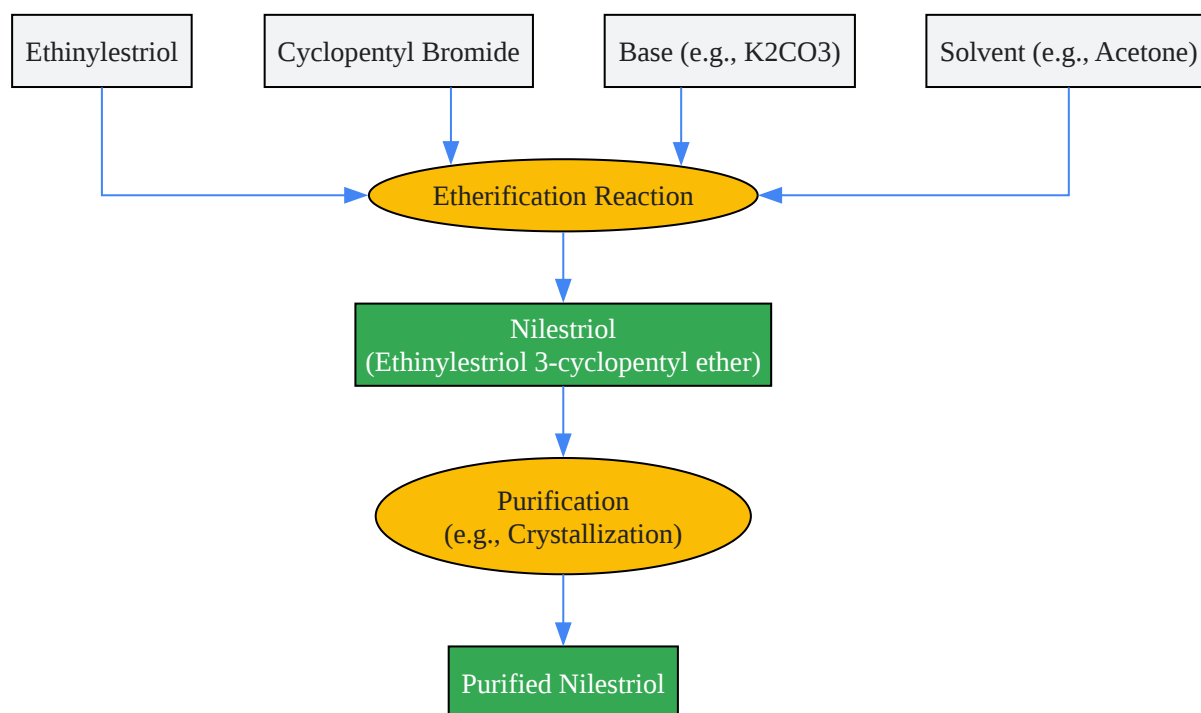 Ethinylestriol
Cyclopentyl Bromide
Base (e.g., K2CO3)
Solvent (e.g., Acetone)
Etherification Reaction
Nilestriol
(Ethinylestriol 3-cyclopentyl ether)
Purification
(e.g., Crystallization)
Purified Nilestriol